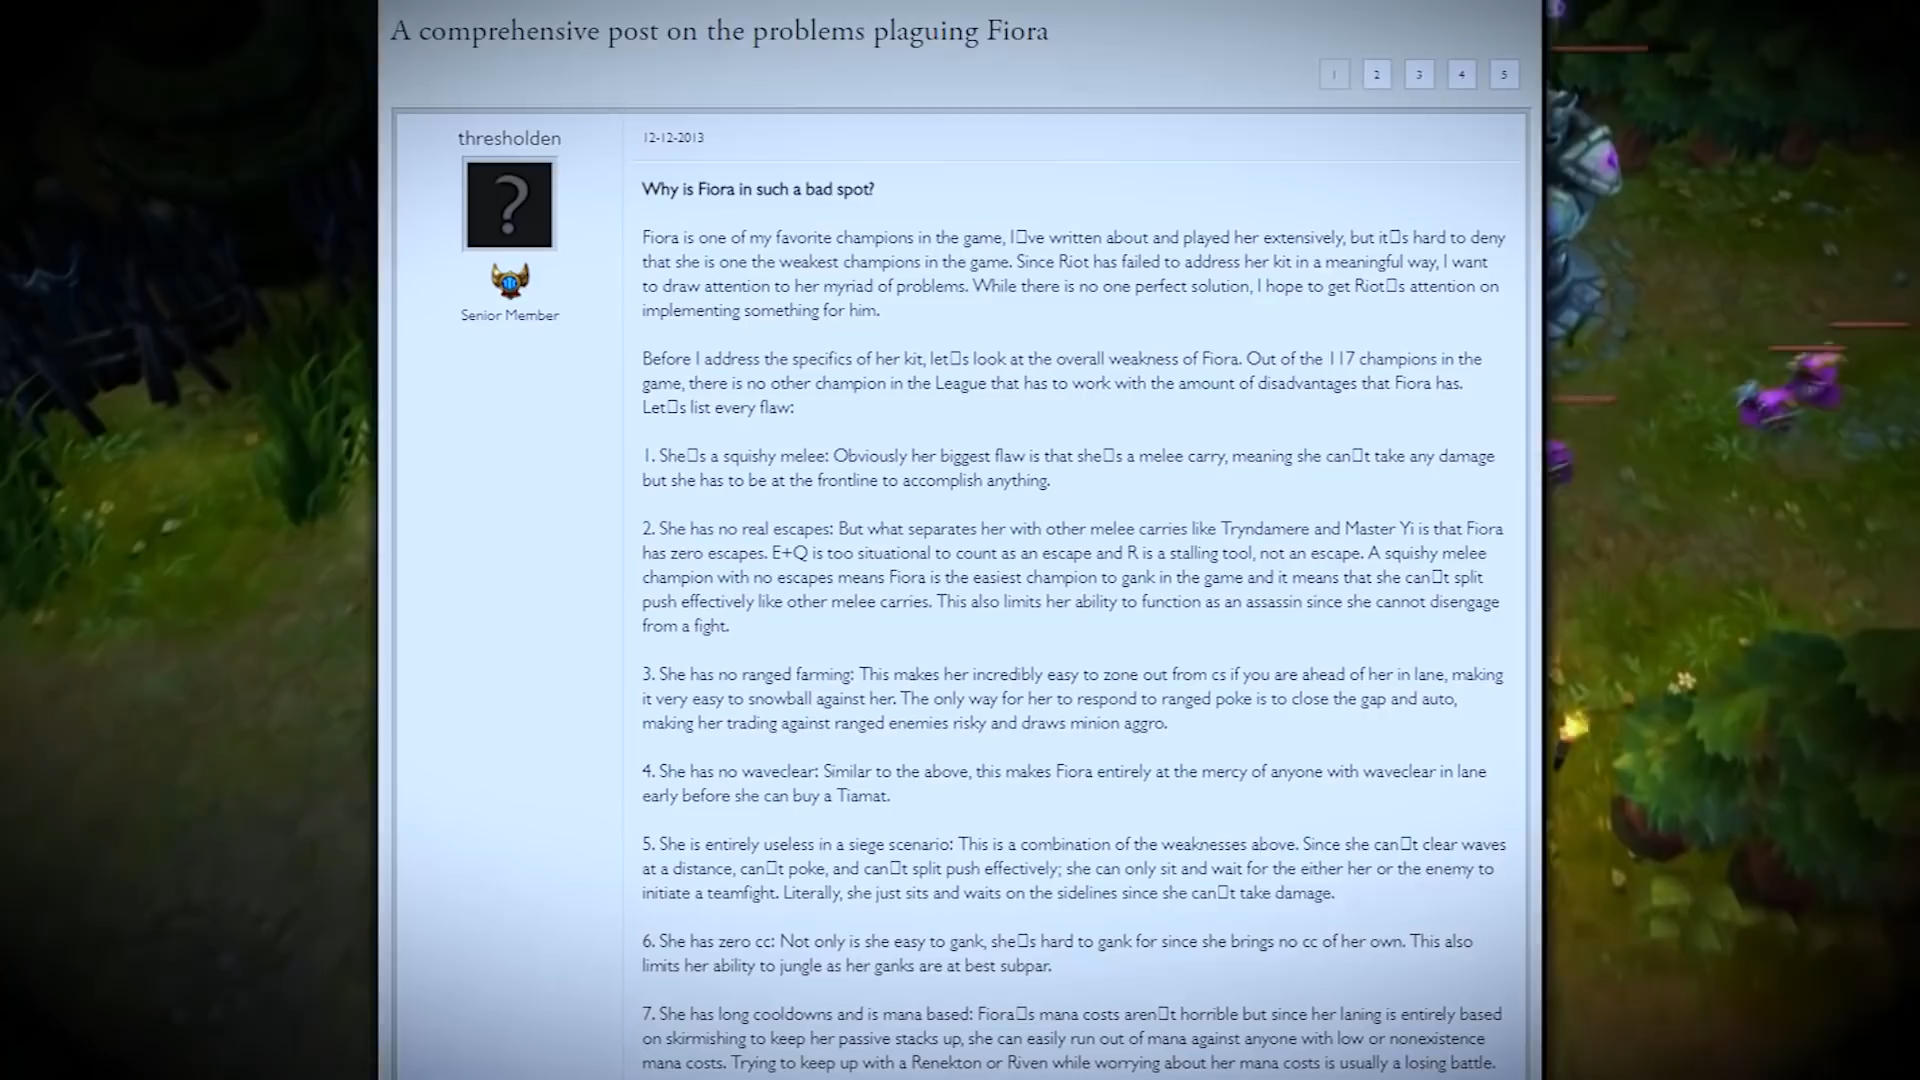 A comprehensive post on the problems plaguing Fiora
1 2 3 4 5
thresholden
Senior Member
12-12-2013
Why is Fiora in such a bad spot?
Fiora is one of my favorite champions in the game, I□ve written about and played her extensively, but it□s hard to deny
that she is one the weakest champions in the game. Since Riot has failed to address her kit in a meaningful way, I want
to draw attention to her myriad of problems. While there is no one perfect solution, I hope to get Riot□s attention on
implementing something for him.
Before I address the specifics of her kit, let□s look at the overall weakness of Fiora. Out of the 117 champions in the
game, there is no other champion in the League that has to work with the amount of disadvantages that Fiora has.
Let□s list every flaw:
1. She□s a squishy melee: Obviously her biggest flaw is that she□s a melee carry, meaning she can□t take any damage
but she has to be at the frontline to accomplish anything.
2. She has no real escapes: But what separates her with other melee carries like Tryndamere and Master Yi is that Fiora
has zero escapes. E+Q is too situational to count as an escape and R is a stalling tool, not an escape. A squishy melee
champion with no escapes means Fiora is the easiest champion to gank in the game and it means that she can□t split
push effectively like other melee carries. This also limits her ability to function as an assassin since she cannot disengage
from a fight.
3. She has no ranged farming: This makes her incredibly easy to zone out from cs if you are ahead of her in lane, making
it very easy to snowball against her. The only way for her to respond to ranged poke is to close the gap and auto,
making her trading against ranged enemies risky and draws minion aggro.
4. She has no waveclear: Similar to the above, this makes Fiora entirely at the mercy of anyone with waveclear in lane
early before she can buy a Tiamat.
5. She is entirely useless in a siege scenario: This is a combination of the weaknesses above. Since she can□t clear waves
at a distance, can□t poke, and can□t split push effectively; she can only sit and wait for the either her or the enemy to
initiate a teamfight. Literally, she just sits and waits on the sidelines since she can□t take damage.
6. She has zero cc: Not only is she easy to gank, she□s hard to gank for since she brings no cc of her own. This also
limits her ability to jungle as her ganks are at best subpar.
7. She has long cooldowns and is mana based: Fiora□s mana costs aren□t horrible but since her laning is entirely based
on skirmishing to keep her passive stacks up, she can easily run out of mana against anyone with low or nonexistence
mana costs. Trying to keep up with a Renekton or Riven while worrying about her mana costs is usually a losing battle.